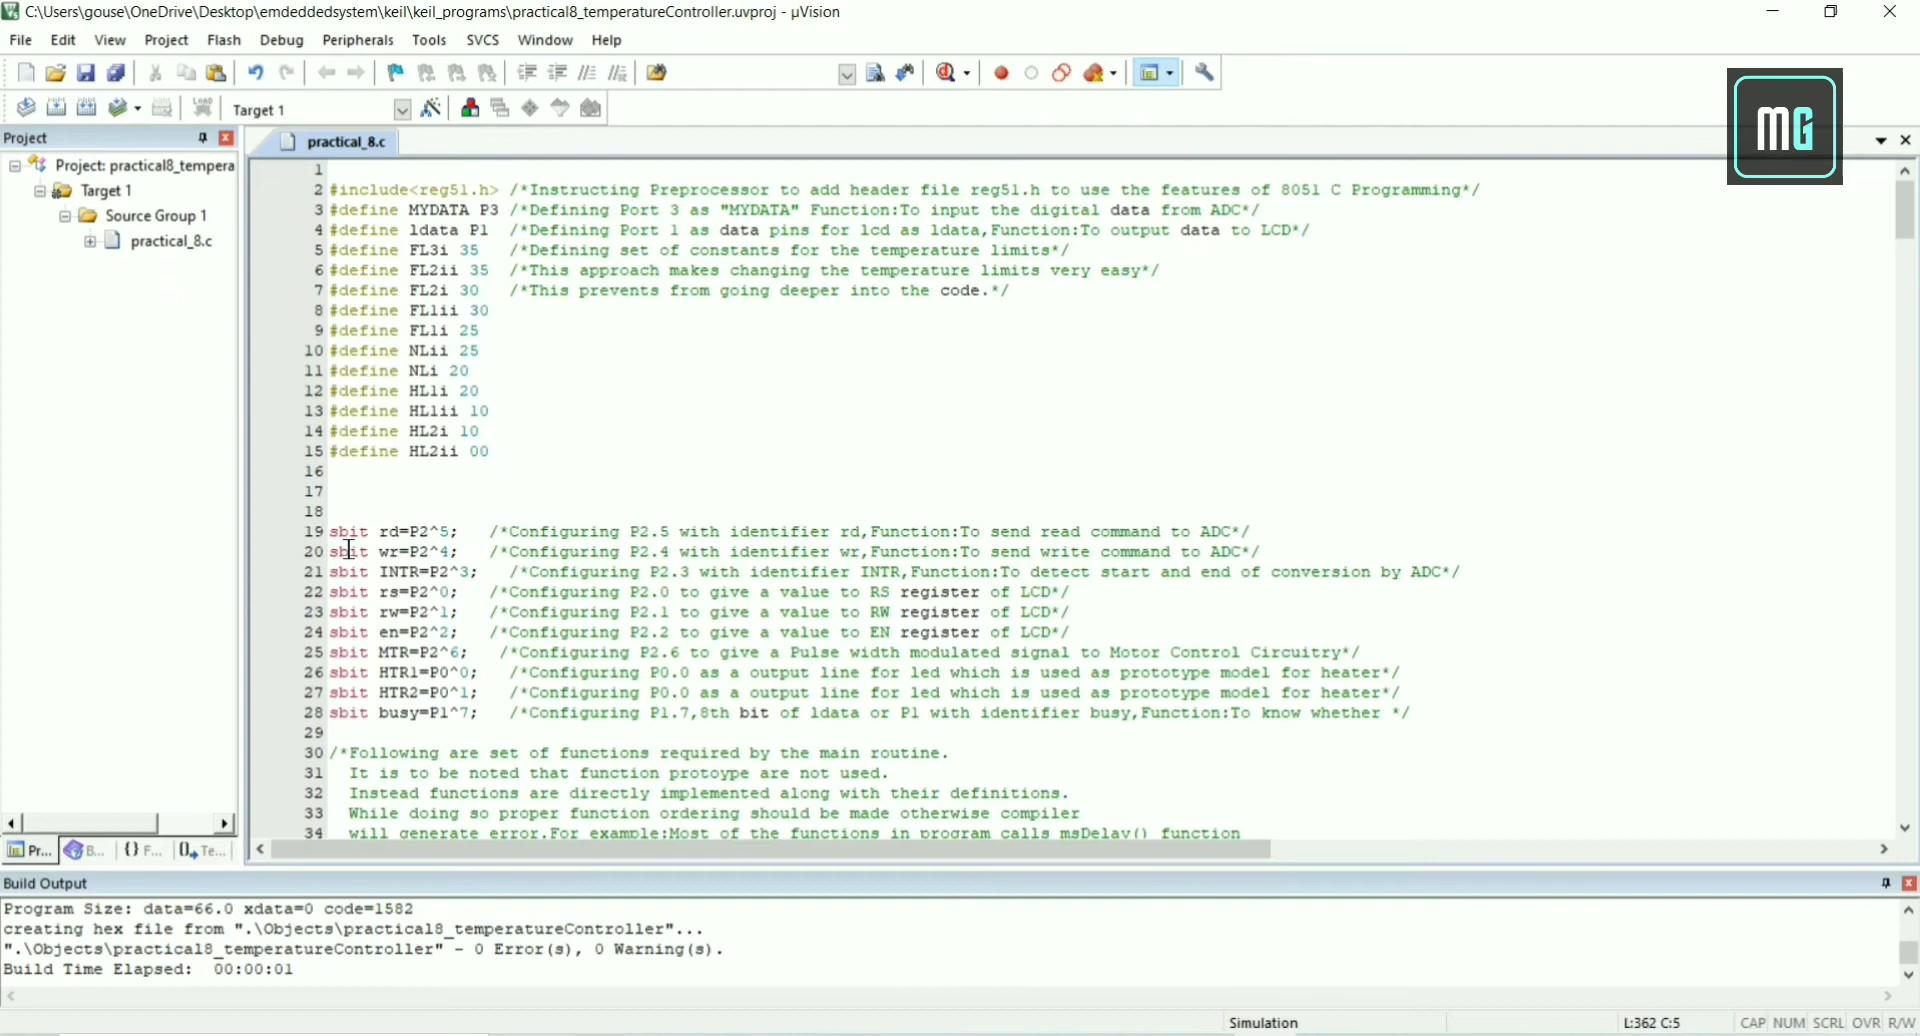 C:\Users\gouse\OneDrive\Desktop\emdeddedsystem\keil\keil_programs\practical8_temperatureController.uvproj - µVision
File Edit View Project Flash Debug Peripherals Tools SVCS Window Help
LOAD Target 1
MG
Project
practical_8.c
Project: practical8_tempera
Target 1
Source Group 1
practical_8.c
1
2 #include<reg51.h> /*Instructing Preprocessor to add header file reg51.h to use the features of 8051 C Programming*/
3 #define MYDATA P3 /*Defining Port 3 as "MYDATA" Function:To input the digital data from ADC*/
4 #define ldata P1 /*Defining Port 1 as data pins for lcd as ldata,Function:To output data to LCD*/
5 #define FL3i 35 /*Defining set of constants for the temperature limits*/
6 #define FL2ii 35 /*This approach makes changing the temperature limits very easy*/
7 #define FL2i 30 /*This prevents from going deeper into the code.*/
8 #define FL1ii 30
9 #define FL1i 25
10 #define NLii 25
11 #define NLi 20
12 #define HL1i 20
13 #define HL1ii 10
14 #define HL2i 10
15 #define HL2ii 00
16
17
18
19 sbit rd=P2^5; /*Configuring P2.5 with identifier rd,Function:To send read command to ADC*/
20 sbit wr=P2^4; /*Configuring P2.4 with identifier wr,Function:To send write command to ADC*/
21 sbit INTR=P2^3; /*Configuring P2.3 with identifier INTR,Function:To detect start and end of conversion by ADC*/
22 sbit rs=P2^0; /*Configuring P2.0 to give a value to RS register of LCD*/
23 sbit rw=P2^1; /*Configuring P2.1 to give a value to RW register of LCD*/
24 sbit en=P2^2; /*Configuring P2.2 to give a value to EN register of LCD*/
25 sbit MTR=P2^6; /*Configuring P2.6 to give a Pulse width modulated signal to Motor Control Circuitry*/
26 sbit HTR1=P0^0; /*Configuring P0.0 as a output line for led which is used as prototype model for heater*/
27 sbit HTR2=P0^1; /*Configuring P0.0 as a output line for led which is used as prototype model for heater*/
28 sbit busy=P1^7; /*Configuring P1.7,8th bit of ldata or P1 with identifier busy,Function:To know whether */
29
30 /*Following are set of functions required by the main routine.
31 It is to be noted that function protoype are not used.
32 Instead functions are directly implemented along with their definitions.
33 While doing so proper function ordering should be made otherwise compiler
34 will generate error.For example:Most of the functions in program calls msDelay() function
Pr... B... {} F... Te...
Build Output
Program Size: data=66.0 xdata=0 code=1582
creating hex file from ".\Objects\practical8_temperatureController"...
".\Objects\practical8_temperatureController" - 0 Error(s), 0 Warning(s).
Build Time Elapsed: 00:00:01
Simulation L:362 C:5 CAP NUM SCRL OVR R/W